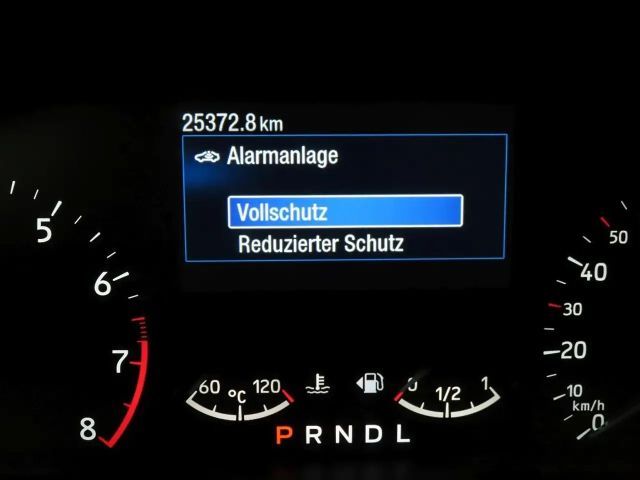 25372.8 km
Alarmanlage
Vollschutz
Reduzierter Schutz
5
6
7
8
60 °C 120
0 1/2 1
P R N D L
50
40
30
20
10
km/h
0